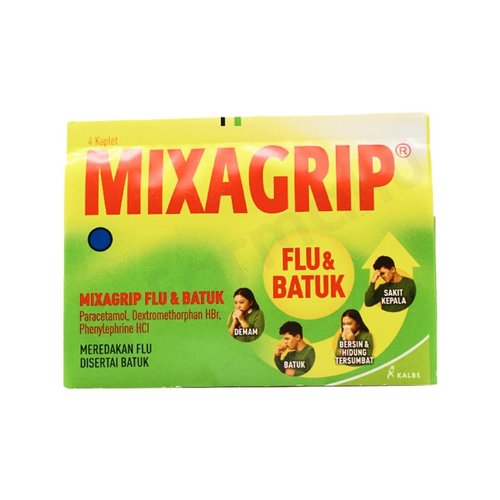 4 Kaplet
MIXAGRIP®
FLU &
BATUK
MIXAGRIP FLU & BATUK
Paracetamol, Dextromethorphan HBr,
Phenylephrine HCl
MEREDAKAN FLU
DISERTAI BATUK
DEMAM
BATUK
BERSIN &
HIDUNG
TERSUMBAT
SAKIT
KEPALA
KALBE